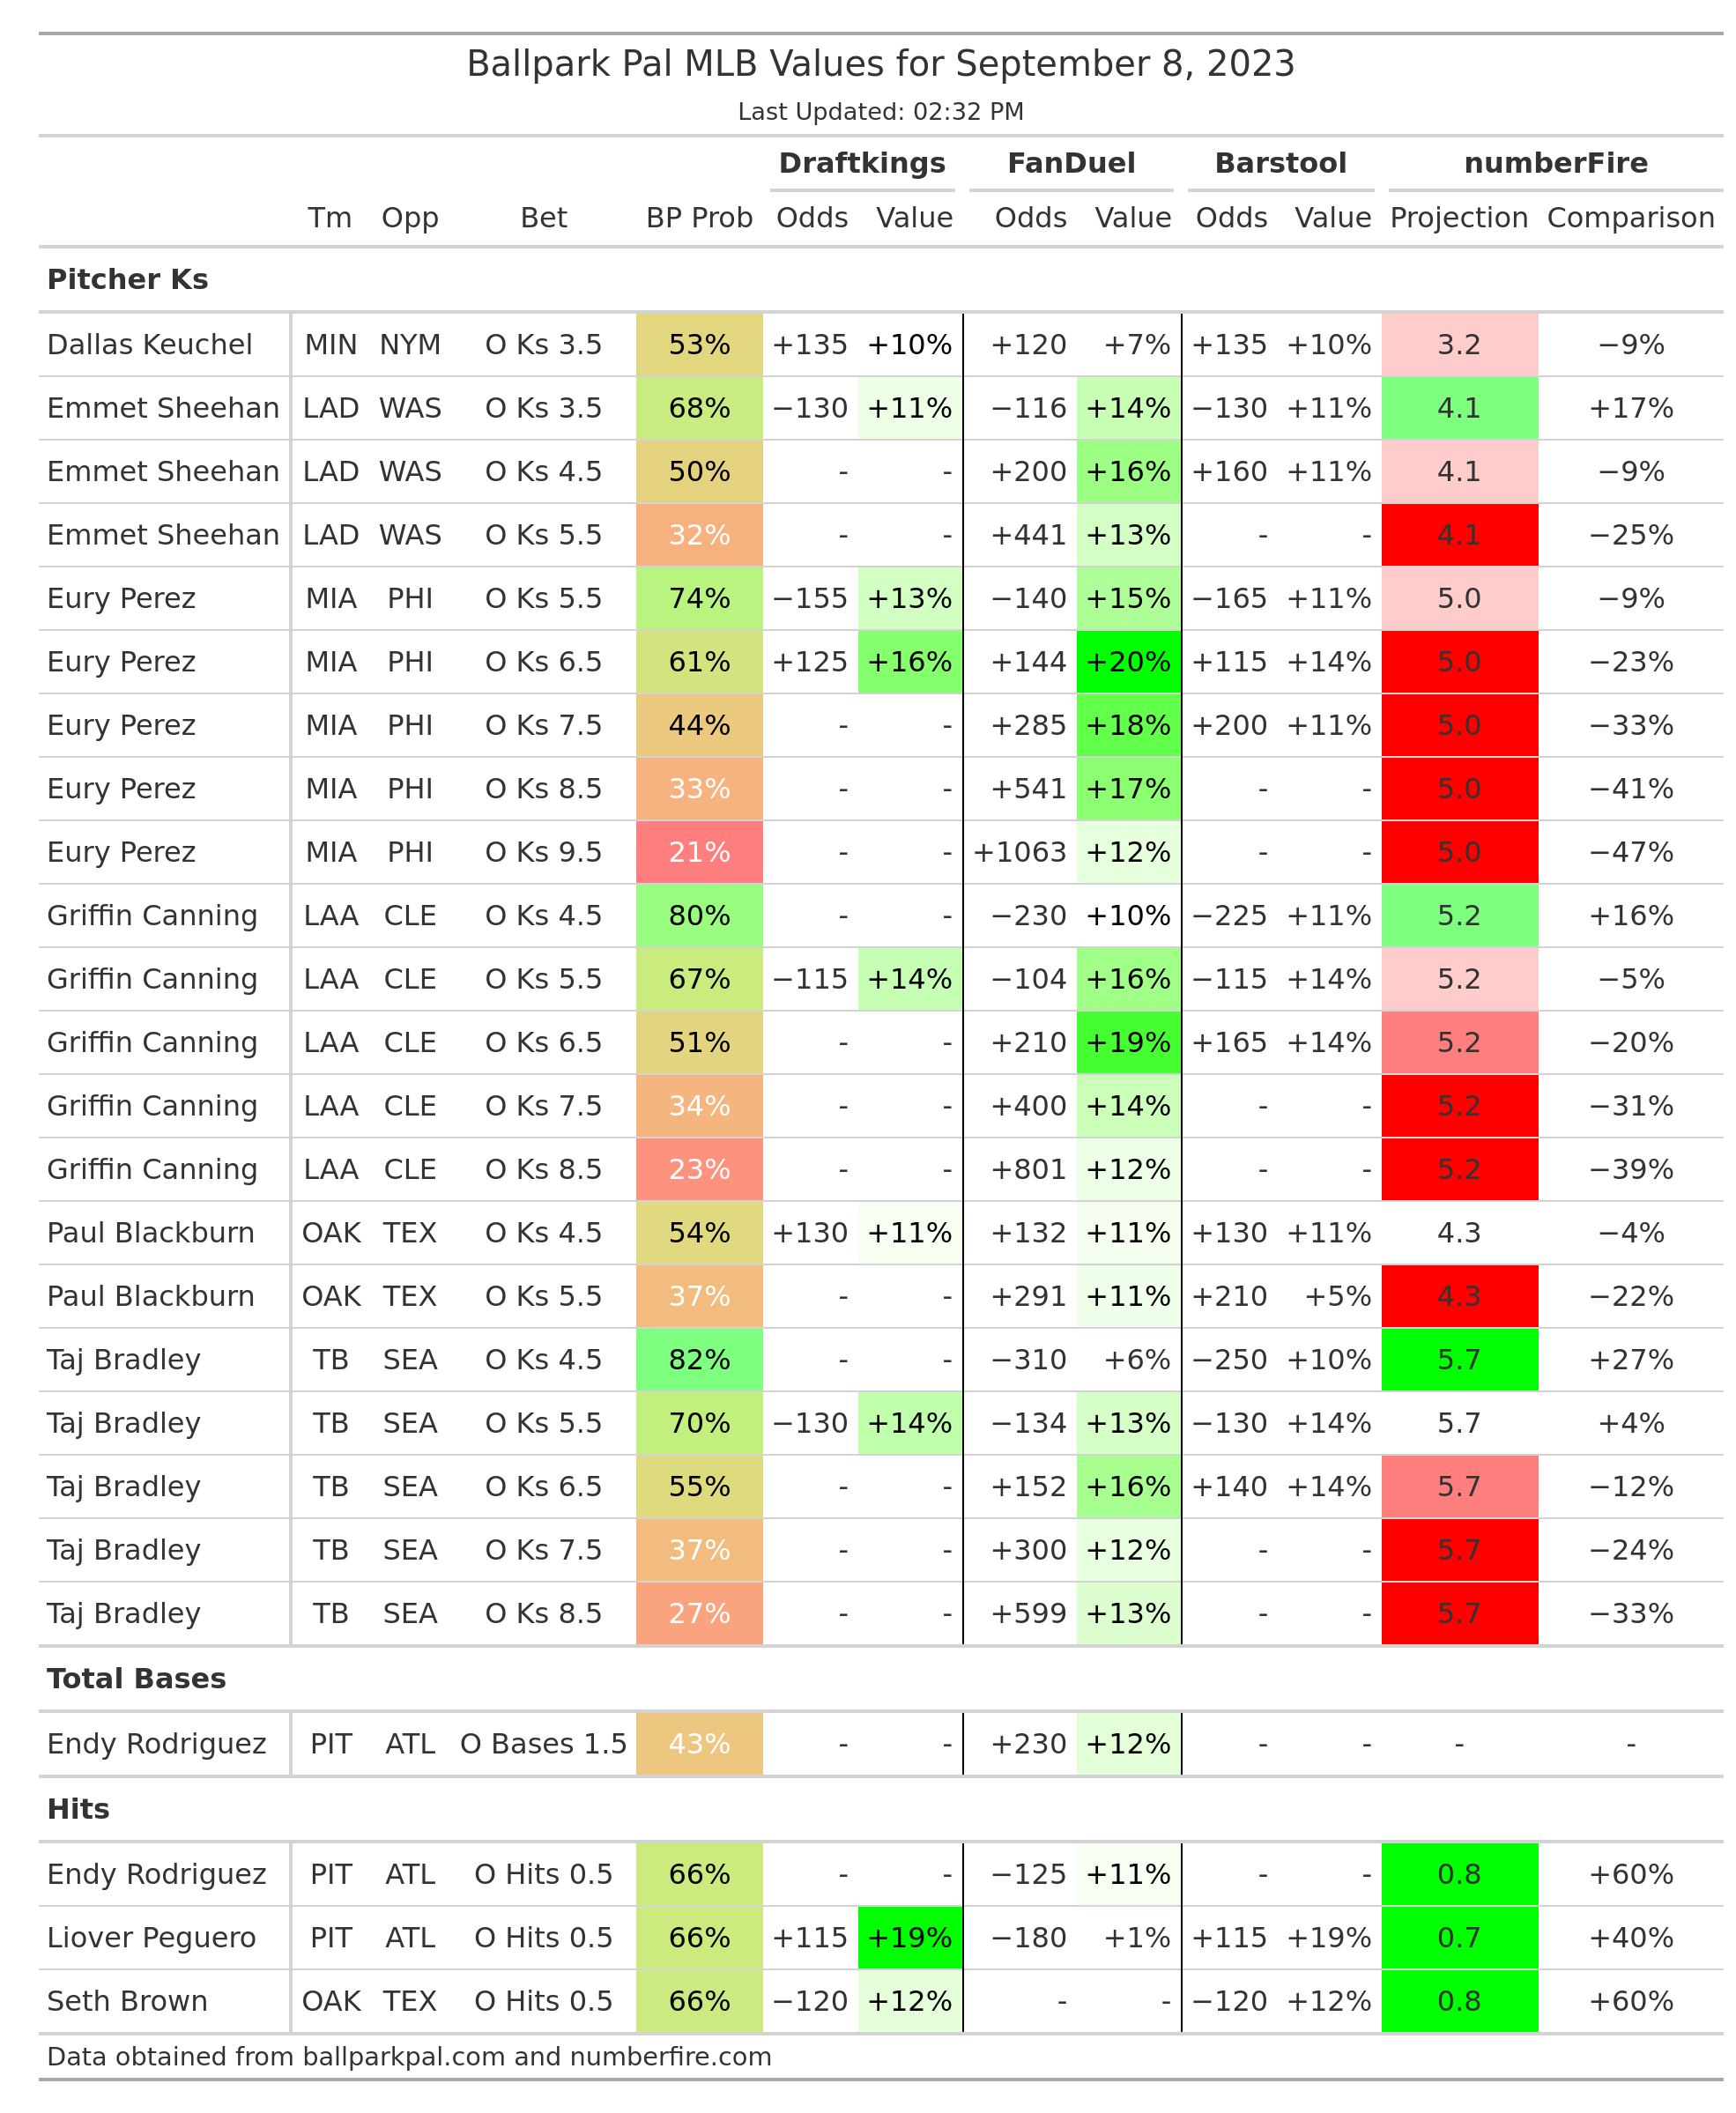 Ballpark Pal MLB Values for September 8, 2023
Last Updated: 02:32 PM
Draftkings FanDuel Barstool numberFire
Tm Opp Bet BP Prob Odds Value Odds Value Odds Value Projection Comparison
Pitcher Ks
Dallas Keuchel MIN NYM O Ks 3.5 53% +135 +10% +120 +7% +135 +10% 3.2 −9%
Emmet Sheehan LAD WAS O Ks 3.5 68% −130 +11% −116 +14% −130 +11% 4.1 +17%
Emmet Sheehan LAD WAS O Ks 4.5 50% - - +200 +16% +160 +11% 4.1 −9%
Emmet Sheehan LAD WAS O Ks 5.5 32% - - +441 +13% - - 4.1 −25%
Eury Perez MIA PHI O Ks 5.5 74% −155 +13% −140 +15% −165 +11% 5.0 −9%
Eury Perez MIA PHI O Ks 6.5 61% +125 +16% +144 +20% +115 +14% 5.0 −23%
Eury Perez MIA PHI O Ks 7.5 44% - - +285 +18% +200 +11% 5.0 −33%
Eury Perez MIA PHI O Ks 8.5 33% - - +541 +17% - - 5.0 −41%
Eury Perez MIA PHI O Ks 9.5 21% - - +1063 +12% - - 5.0 −47%
Griffin Canning LAA CLE O Ks 4.5 80% - - −230 +10% −225 +11% 5.2 +16%
Griffin Canning LAA CLE O Ks 5.5 67% −115 +14% −104 +16% −115 +14% 5.2 −5%
Griffin Canning LAA CLE O Ks 6.5 51% - - +210 +19% +165 +14% 5.2 −20%
Griffin Canning LAA CLE O Ks 7.5 34% - - +400 +14% - - 5.2 −31%
Griffin Canning LAA CLE O Ks 8.5 23% - - +801 +12% - - 5.2 −39%
Paul Blackburn OAK TEX O Ks 4.5 54% +130 +11% +132 +11% +130 +11% 4.3 −4%
Paul Blackburn OAK TEX O Ks 5.5 37% - - +291 +11% +210 +5% 4.3 −22%
Taj Bradley TB SEA O Ks 4.5 82% - - −310 +6% −250 +10% 5.7 +27%
Taj Bradley TB SEA O Ks 5.5 70% −130 +14% −134 +13% −130 +14% 5.7 +4%
Taj Bradley TB SEA O Ks 6.5 55% - - +152 +16% +140 +14% 5.7 −12%
Taj Bradley TB SEA O Ks 7.5 37% - - +300 +12% - - 5.7 −24%
Taj Bradley TB SEA O Ks 8.5 27% - - +599 +13% - - 5.7 −33%
Total Bases
Endy Rodriguez PIT ATL O Bases 1.5 43% - - +230 +12% - - - -
Hits
Endy Rodriguez PIT ATL O Hits 0.5 66% - - −125 +11% - - 0.8 +60%
Liover Peguero PIT ATL O Hits 0.5 66% +115 +19% −180 +1% +115 +19% 0.7 +40%
Seth Brown OAK TEX O Hits 0.5 66% −120 +12% - - −120 +12% 0.8 +60%
Data obtained from ballparkpal.com and numberfire.com